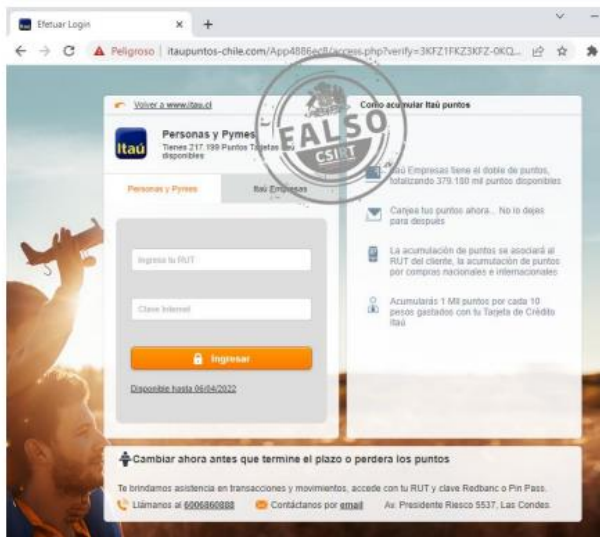 Efetuar Login
Peligroso
itaupuntos-chile.com/App4886ec8/access.php?verify=3KFZ1FKZ3KFZ-0KQ...
Volver a www.itau.cl
Itaú
Personas y Pymes
Tienes 217.199 Puntos Tarjetas
disponibles
Personas y Pymes
Itaú Empresas
Ingresa tu RUT
Clave Internet
Ingresar
Disponible hasta 06/04/2022
FALSO
CSIRT
Como acumular Itaú puntos
Itaú Empresas tiene el doble de puntos,
totalizando 379.180 mil puntos disponibles
Canjea tus puntos ahora... No lo dejes
para después
La acumulación de puntos se asociará al
RUT del cliente, la acumulación de puntos
por compras nacionales e internacionales
Acumularás 1 Mil puntos por cada 10
pesos gastados con tu Tarjeta de Crédito
Itaú
Cambiar ahora antes que termine el plazo o perdera los puntos
Te brindamos asistencia en transacciones y movimientos, accede con tu RUT y clave Redbanc o Pin Pass.
Llámanos al 6006860888
Contáctanos por email
Av. Presidente Riesco 5537, Las Condes.